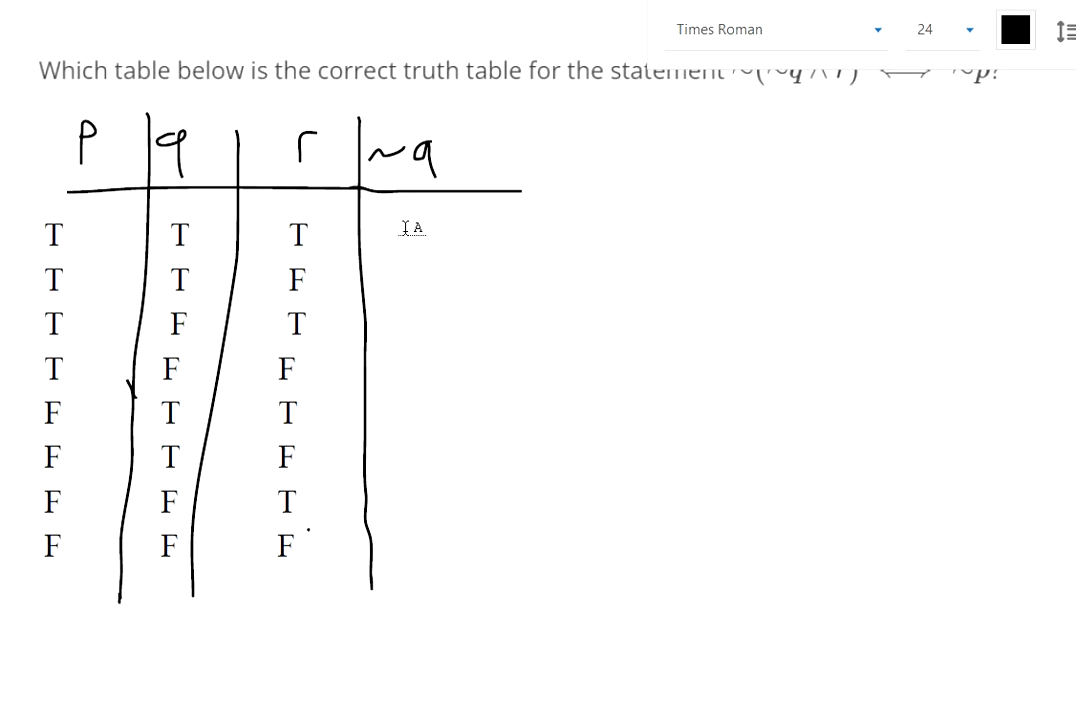 Times Roman 24
Which table below is the correct truth table for the statement ~(~q ∧ r) ⟺ ~p?
p q r ~q
T T T
T T F
T F T
T F F
F T T
F T F
F F T
F F F